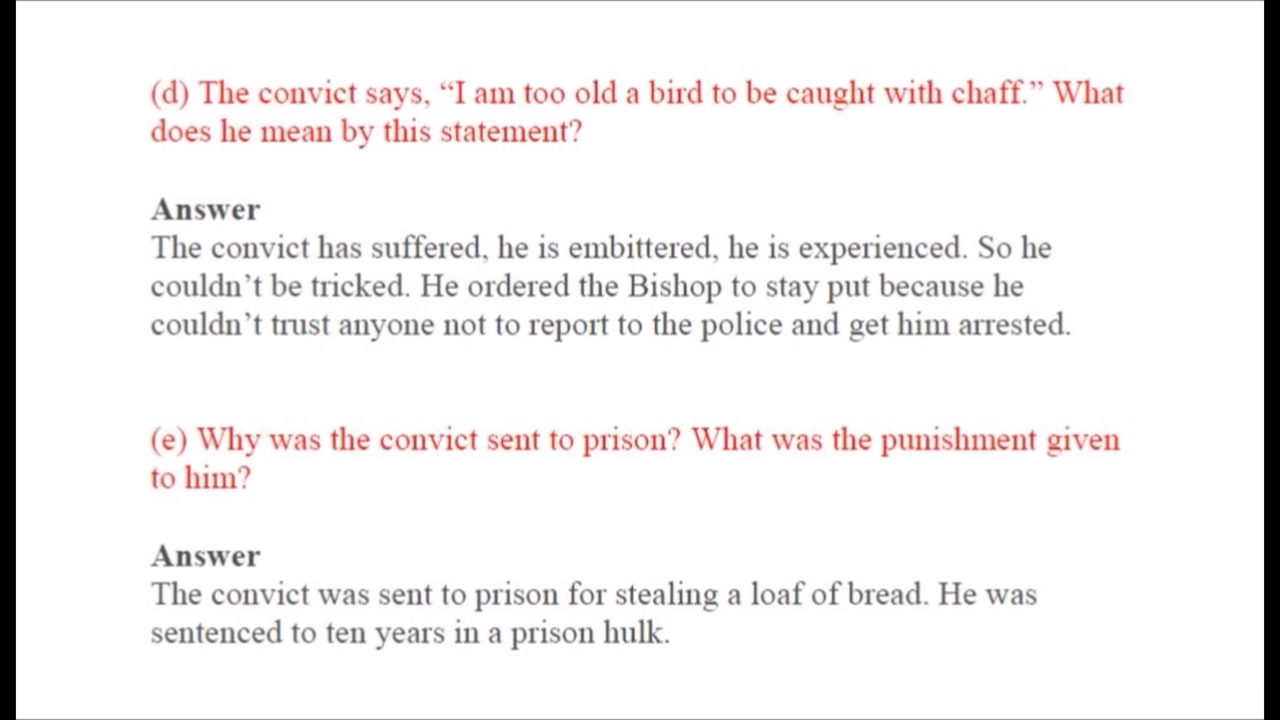 (d) The convict says, “I am too old a bird to be caught with chaff.” What
does he mean by this statement?
Answer
The convict has suffered, he is embittered, he is experienced. So he
couldn’t be tricked. He ordered the Bishop to stay put because he
couldn’t trust anyone not to report to the police and get him arrested.
(e) Why was the convict sent to prison? What was the punishment given
to him?
Answer
The convict was sent to prison for stealing a loaf of bread. He was
sentenced to ten years in a prison hulk.